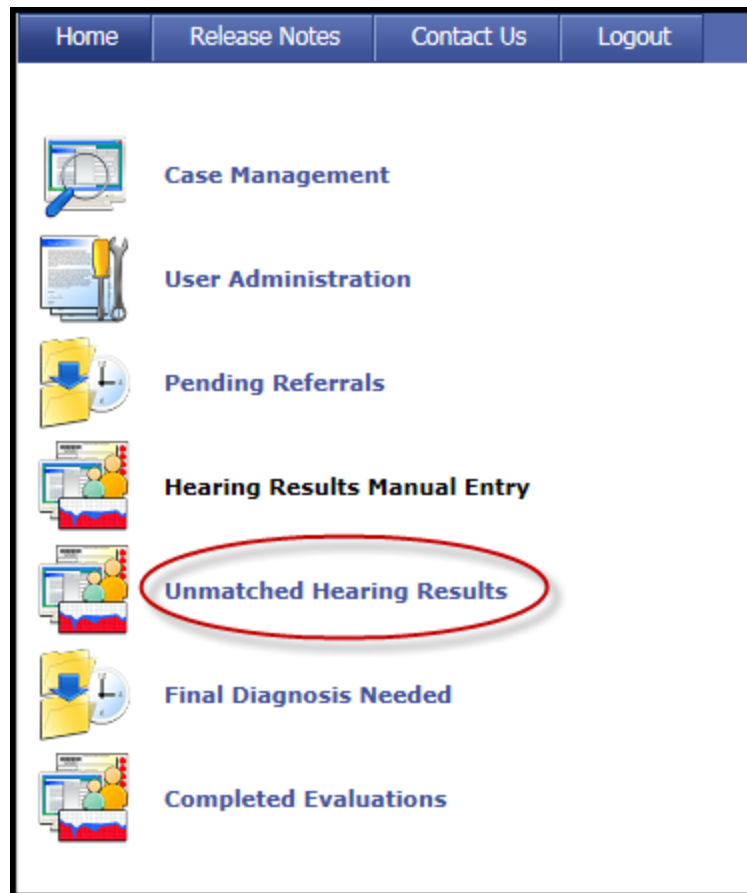 Home Release Notes Contact Us Logout
Case Management
User Administration
Pending Referrals
Hearing Results Manual Entry
Unmatched Hearing Results
Final Diagnosis Needed
Completed Evaluations